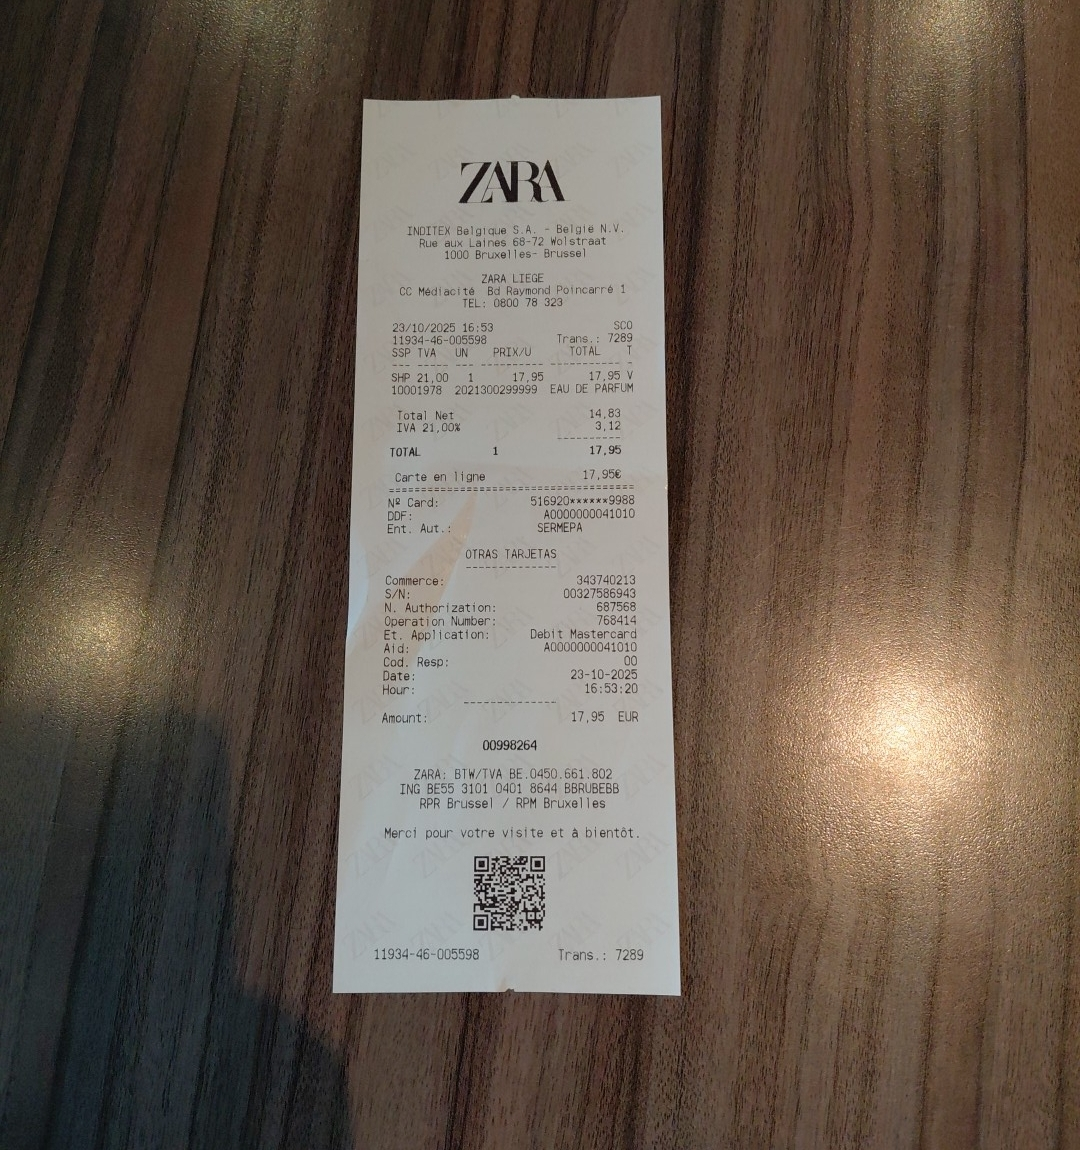 ZARA
INDITEX Belgique S.A. - Belgie N.V.
Rue aux Laines 68-72 Wolstraat
1000 Bruxelles- Brussel
ZARA LIEGE
CC Médiacité Bd Raymond Poincarré 1
TEL: 0800 78 323
23/10/2025 16:53 SCO
11934-46-005598 Trans.: 7289
SSP TVA UN PRIX/U TOTAL T
--- ----- --- --------- ----------- -
SHP 21,00 1 17,95 17,95 V
10001978 2021300299999 EAU DE PARFUM
Total Net 14,83
IVA 21,00% 3,12
----------
TOTAL 1 17,95
Carte en ligne 17,95€
========================================
Nº Card: 516920******9988
DDF: A0000000041010
Ent. Aut.: SERMEPA
OTRAS TARJETAS
--------------
Commerce: 343740213
S/N: 00327586943
N. Authorization: 687568
Operation Number: 768414
Et. Application: Debit Mastercard
Aid: A0000000041010
Cod. Resp: 00
Date: 23-10-2025
Hour: 16:53:20
--------------
Amount: 17,95 EUR
00998264
ZARA: BTW/TVA BE.0450.661.802
ING BE55 3101 0401 8644 BBRUBEBB
RPR Brussel / RPM Bruxelles
Merci pour votre visite et à bientôt.
11934-46-005598 Trans.: 7289